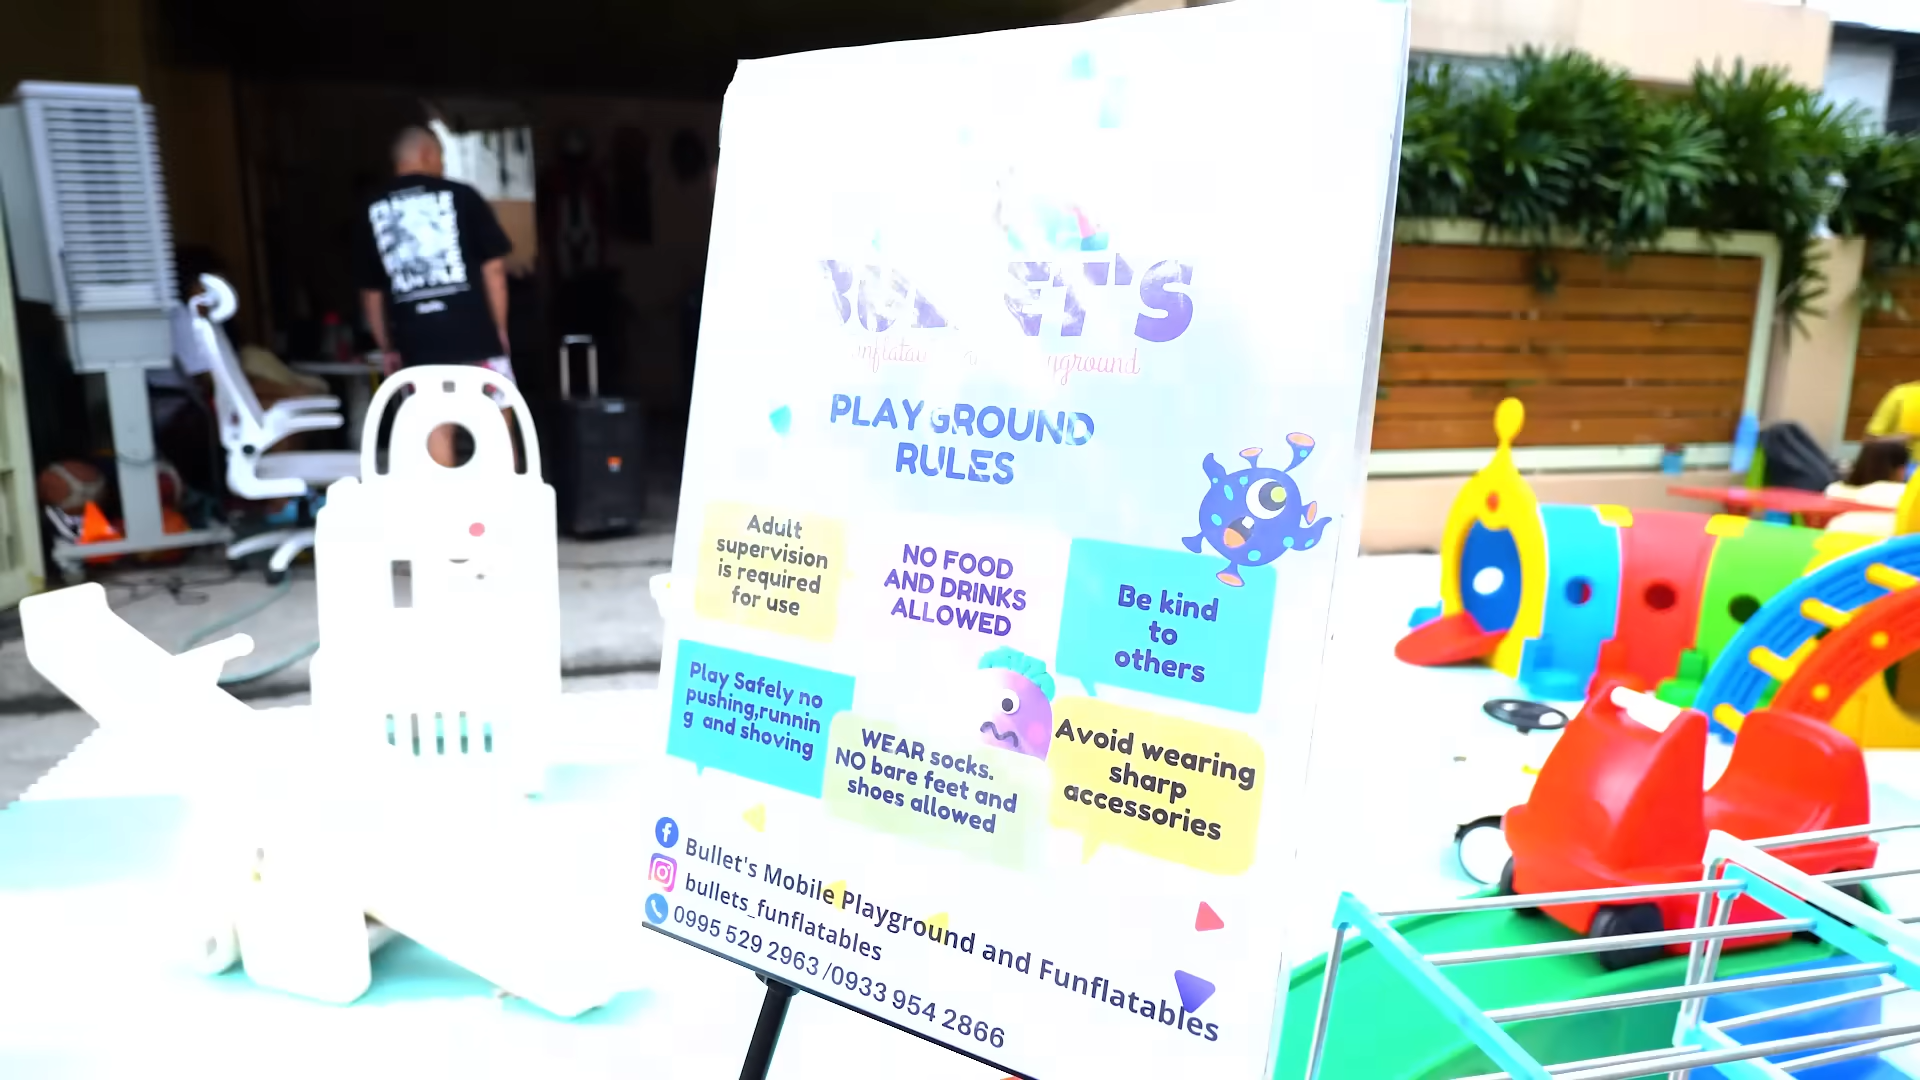 BULLET'S
PLAYGROUND
RULES
Adult
supervision
is required
for use
NO FOOD
AND DRINKS
ALLOWED
Be kind
to
others
Play Safely no
pushing,runnin
g and shoving
WEAR socks.
NO bare feet and
shoes allowed
Avoid wearing
sharp
accessories
Bullet's Mobile Playground and Funflatables
bullets_funflatables
0995 529 2963 /0933 954 2866